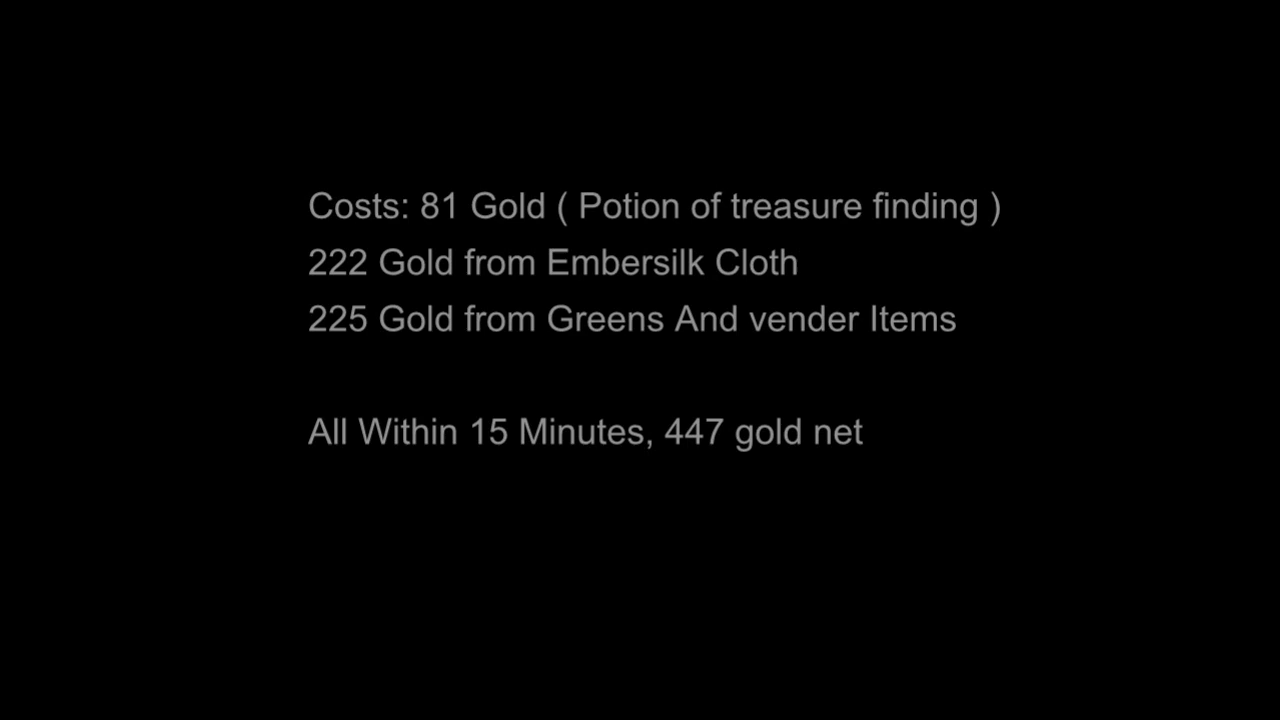 Costs: 81 Gold ( Potion of treasure finding )
222 Gold from Embersilk Cloth
225 Gold from Greens And vender Items
All Within 15 Minutes, 447 gold net